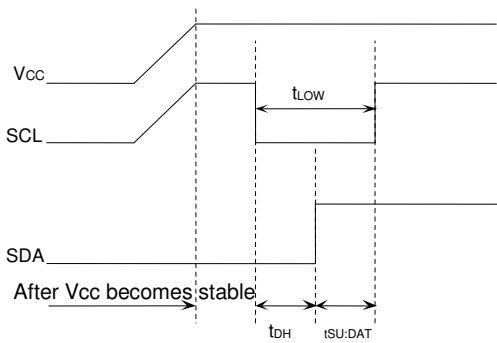 VCC
tLOW
SCL
SDA
After Vcc becomes stable
tDH
tSU:DAT